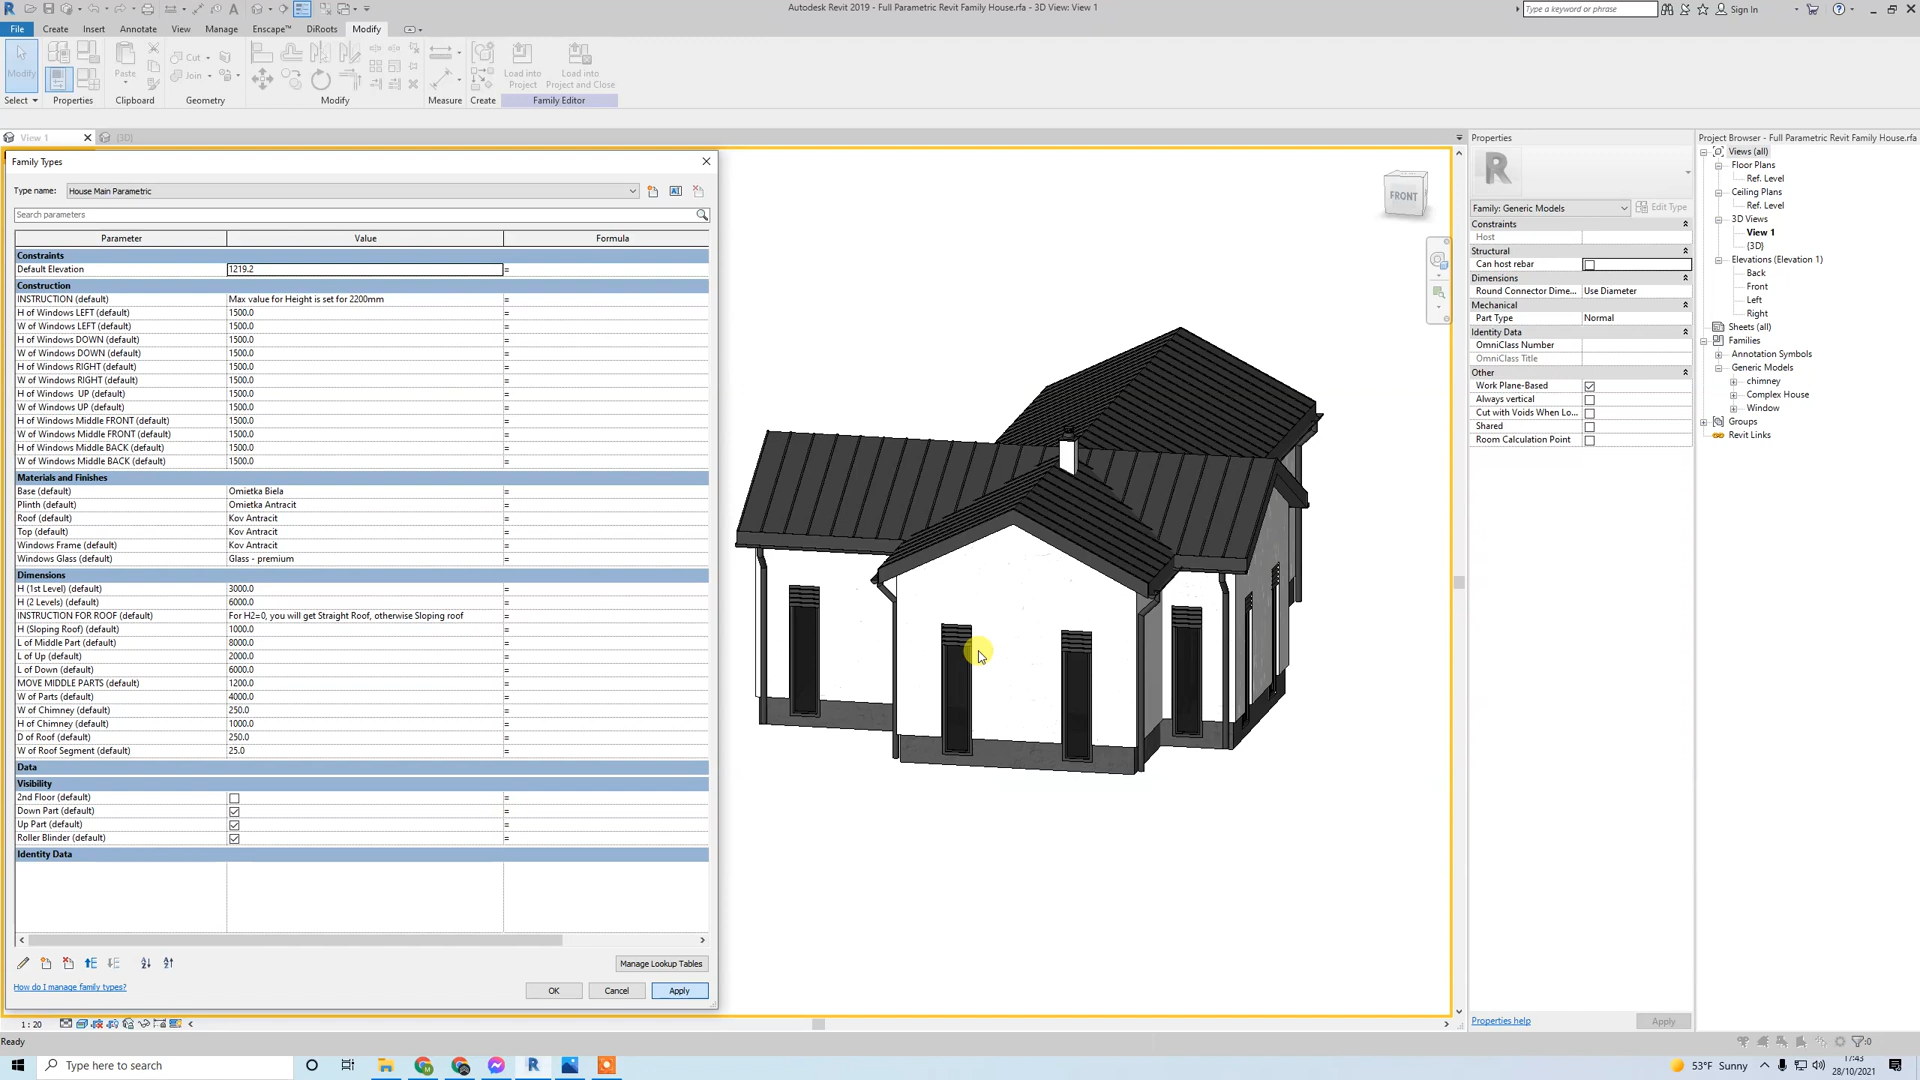 Autodesk Revit 2019 - Full Parametric Revit Family House.rfa - 3D View: View 1
Type a keyword or phrase
Sign In
File Create Insert Annotate View Manage Enscape™ DiRoots Modify
Modify
Paste
Cut
Join
Load into Project
Load into Project and Close
Select Properties Clipboard Geometry Modify Measure Create Family Editor
View 1
{3D}
Family Types
Type name: House Main Parametric
Search parameters
Parameter Value Formula
Constraints
Default Elevation 1219.2 =
Construction
INSTRUCTION (default) Max value for Height is set for 2200mm =
H of Windows LEFT (default) 1500.0 =
W of Windows LEFT (default) 1500.0 =
H of Windows DOWN (default) 1500.0 =
W of Windows DOWN (default) 1500.0 =
H of Windows RIGHT (default) 1500.0 =
W of Windows RIGHT (default) 1500.0 =
H of Windows UP (default) 1500.0 =
W of Windows UP (default) 1500.0 =
H of Windows Middle FRONT (default) 1500.0 =
W of Windows Middle FRONT (default) 1500.0 =
H of Windows Middle BACK (default) 1500.0 =
W of Windows Middle BACK (default) 1500.0 =
Materials and Finishes
Base (default) Omietka Biela =
Plinth (default) Omietka Antracit =
Roof (default) Kov Antracit =
Top (default) Kov Antracit =
Windows Frame (default) Kov Antracit =
Windows Glass (default) Glass - premium =
Dimensions
H (1st Level) (default) 3000.0 =
H (2 Levels) (default) 6000.0 =
INSTRUCTION FOR ROOF (default) For H2=0, you will get Straight Roof, otherwise Sloping roof =
H (Sloping Roof) (default) 1000.0 =
L of Middle Part (default) 8000.0 =
L of Up (default) 2000.0 =
L of Down (default) 6000.0 =
MOVE MIDDLE PARTS (default) 1200.0 =
W of Parts (default) 4000.0 =
W of Chimney (default) 250.0 =
H of Chimney (default) 1000.0 =
D of Roof (default) 250.0 =
W of Roof Segment (default) 25.0 =
Data
Visibility
2nd Floor (default) =
Down Part (default) =
Up Part (default) =
Roller Blinder (default) =
Identity Data
Manage Lookup Tables
How do I manage family types?
OK Cancel Apply
FRONT
Properties
Family: Generic Models
Edit Type
Constraints
Host
Structural
Can host rebar
Dimensions
Round Connector Dime... Use Diameter
Mechanical
Part Type Normal
Identity Data
OmniClass Number
OmniClass Title
Other
Work Plane-Based
Always vertical
Cut with Voids When Lo...
Shared
Room Calculation Point
Properties help
Apply
Project Browser - Full Parametric Revit Family House.rfa
Views (all)
Floor Plans
Ref. Level
Ceiling Plans
Ref. Level
3D Views
View 1
{3D}
Elevations (Elevation 1)
Back
Front
Left
Right
Sheets (all)
Families
Annotation Symbols
Generic Models
chimney
Complex House
Window
Groups
Revit Links
1 : 20
Ready
:0
Type here to search
53°F Sunny
17:43
28/10/2021